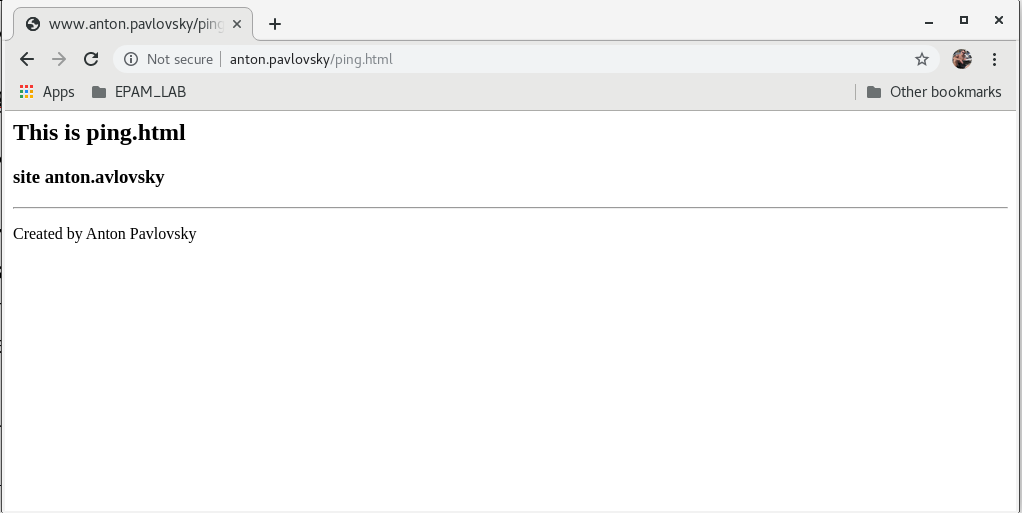 www.anton.pavlovsky/ping
Not secure anton.pavlovsky/ping.html
Apps EPAM_LAB Other bookmarks
This is ping.html
site anton.avlovsky
Created by Anton Pavlovsky